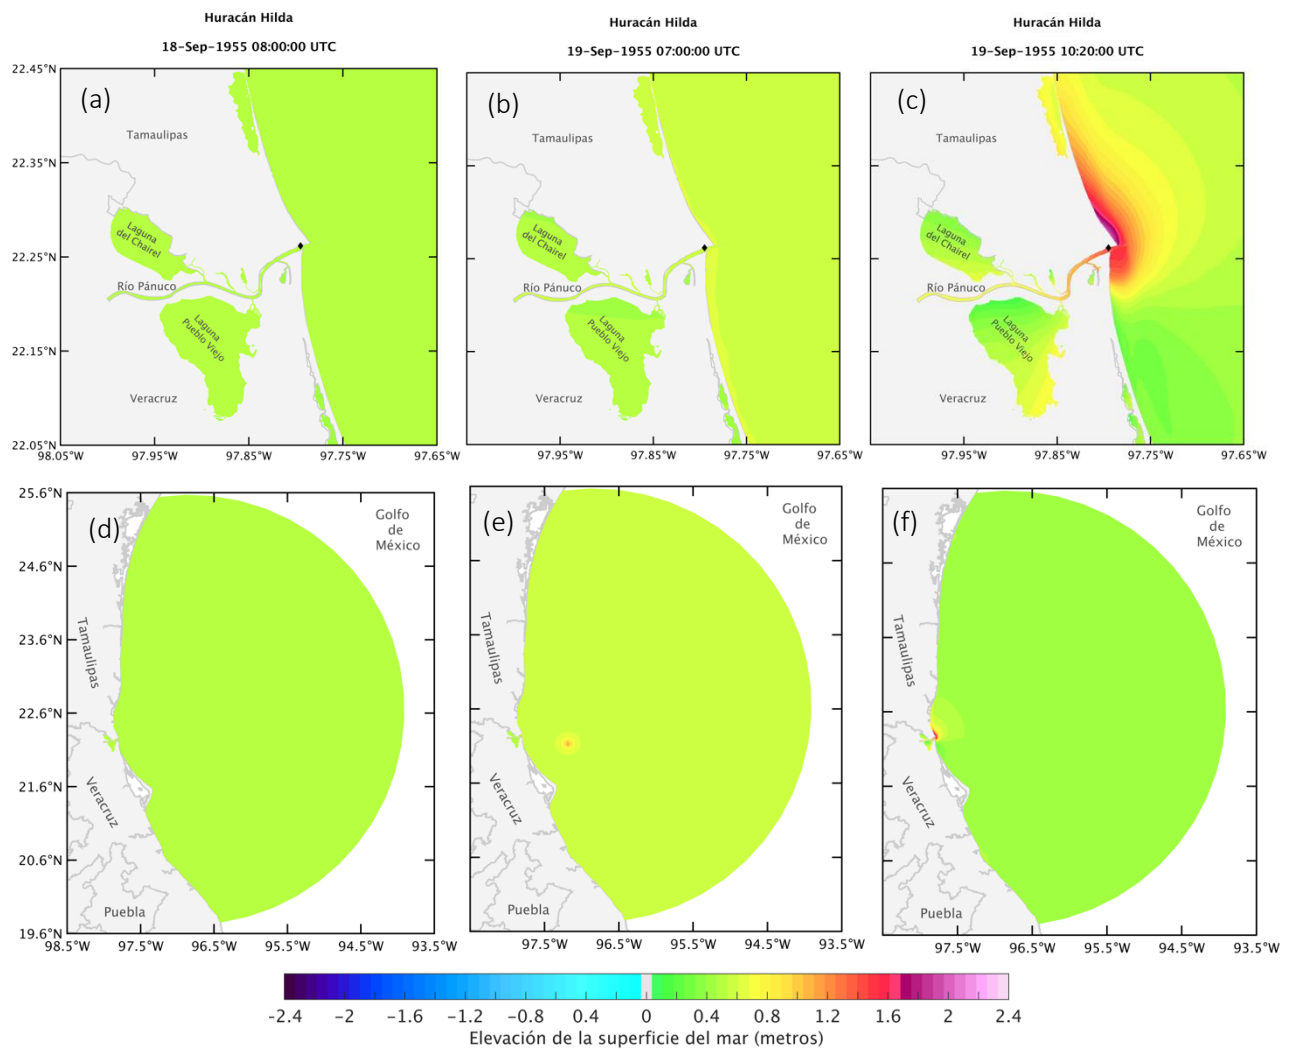 Huracán Hilda
18-Sep-1955 08:00:00 UTC
Huracán Hilda
19-Sep-1955 07:00:00 UTC
Huracán Hilda
19-Sep-1955 10:20:00 UTC
22.45°N
22.35°N
22.25°N
22.15°N
22.05°N
(a)
Tamaulipas
Laguna
del Chairel
Río Pánuco
Laguna
Pueblo Viejo
Veracruz
98.05°W 97.95°W 97.85°W 97.75°W 97.65°W
(b)
Tamaulipas
Laguna
del Chairel
Río Pánuco
Laguna
Pueblo Viejo
Veracruz
97.95°W 97.85°W 97.75°W 97.65°W
(c)
Tamaulipas
Laguna
del Chairel
Río Pánuco
Laguna
Pueblo Viejo
Veracruz
97.95°W 97.85°W 97.75°W 97.65°W
25.6°N
24.6°N
23.6°N
22.6°N
21.6°N
20.6°N
19.6°N
(d)
Golfo
de
México
Tamaulipas
Veracruz
Puebla
98.5°W 97.5°W 96.5°W 95.5°W 94.5°W 93.5°W
(e)
Golfo
de
México
Tamaulipas
Veracruz
Puebla
97.5°W 96.5°W 95.5°W 94.5°W 93.5°W
(f)
Golfo
de
México
Tamaulipas
Veracruz
Puebla
97.5°W 96.5°W 95.5°W 94.5°W 93.5°W
-2.4 -2 -1.6 -1.2 -0.8 -0.4 0 0.4 0.8 1.2 1.6 2 2.4
Elevación de la superficie del mar (metros)